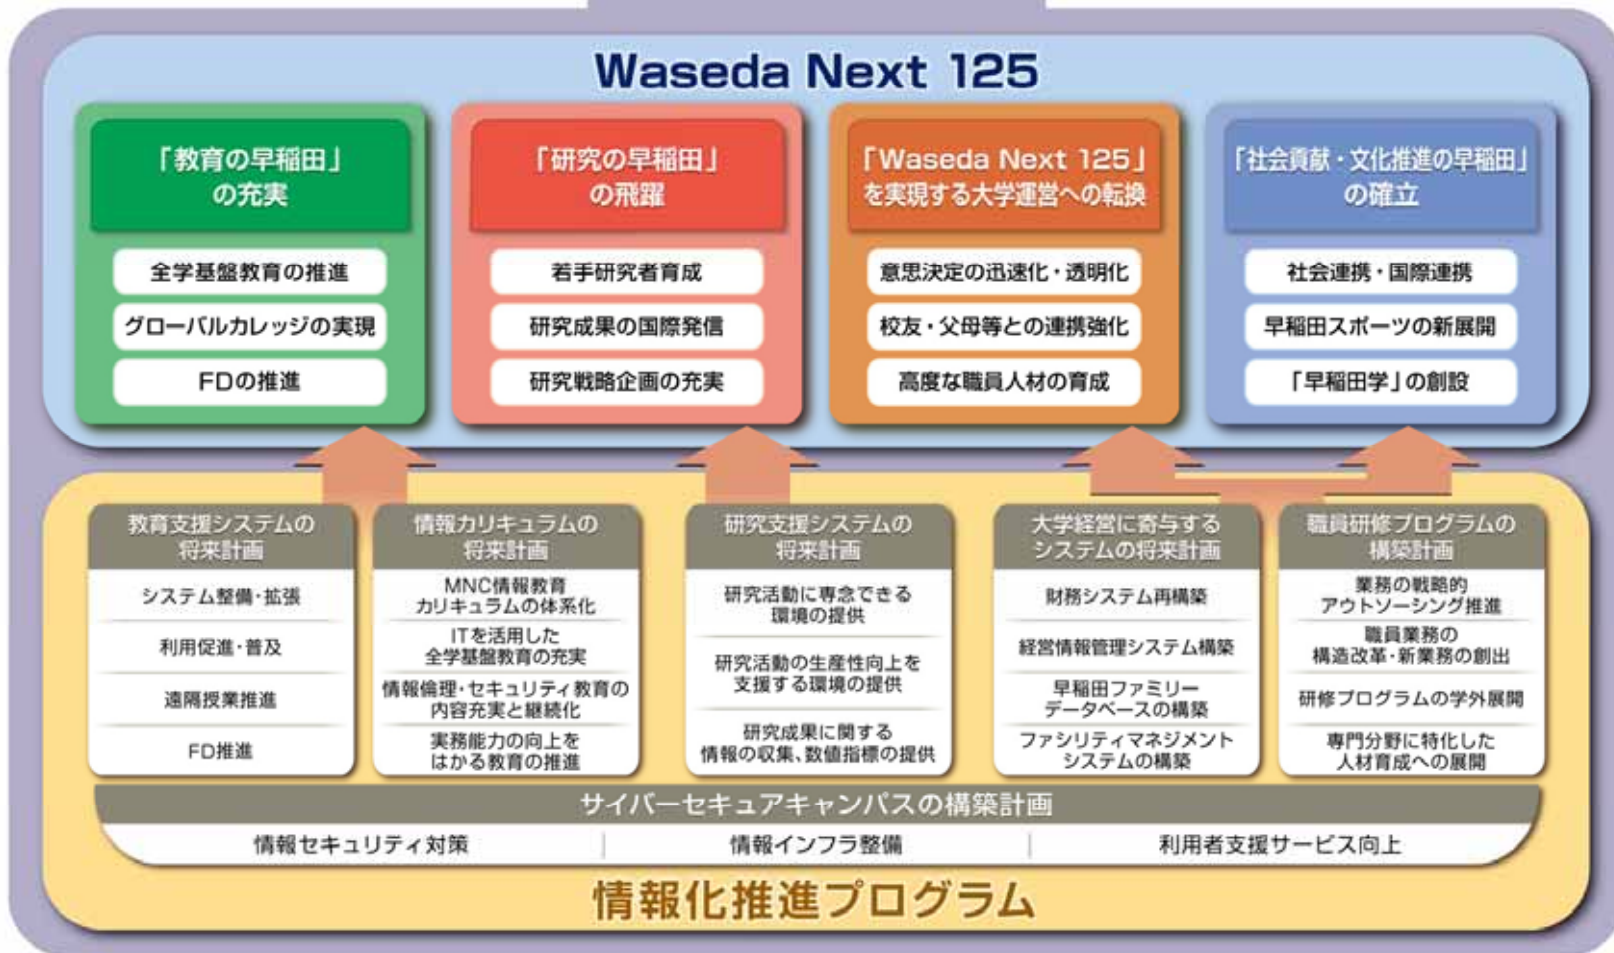 Waseda Next 125
「教育の早稲田」
の充実
全学基盤教育の推進
グローバルカレッジの実現
FDの推進
「研究の早稲田」
の飛躍
若手研究者育成
研究成果の国際発信
研究戦略企画の充実
「Waseda Next 125」
を実現する大学運営への転換
意思決定の迅速化・透明化
校友・父母等との連携強化
高度な職員人材の育成
「社会貢献・文化推進の早稲田」
の確立
社会連携・国際連携
早稲田スポーツの新展開
「早稲田学」の創設
教育支援システムの
将来計画
システム整備・拡張
利用促進・普及
遠隔授業推進
FD推進
情報カリキュラムの
将来計画
MNC情報教育
カリキュラムの体系化
ITを活用した
全学基盤教育の充実
情報倫理・セキュリティ教育の
内容充実と継続化
実務能力の向上を
はかる教育の推進
研究支援システムの
将来計画
研究活動に専念できる
環境の提供
研究活動の生産性向上を
支援する環境の提供
研究成果に関する
情報の収集、数値指標の提供
大学経営に寄与する
システムの将来計画
財務システム再構築
経営情報管理システム構築
早稲田ファミリー
データベースの構築
ファシリティマネジメント
システムの構築
職員研修プログラムの
構築計画
業務の戦略的
アウトソーシング推進
職員業務の
構造改革・新業務の創出
研修プログラムの学外展開
専門分野に特化した
人材育成への展開
サイバーセキュアキャンパスの構築計画
情報セキュリティ対策
情報インフラ整備
利用者支援サービス向上
情報化推進プログラム